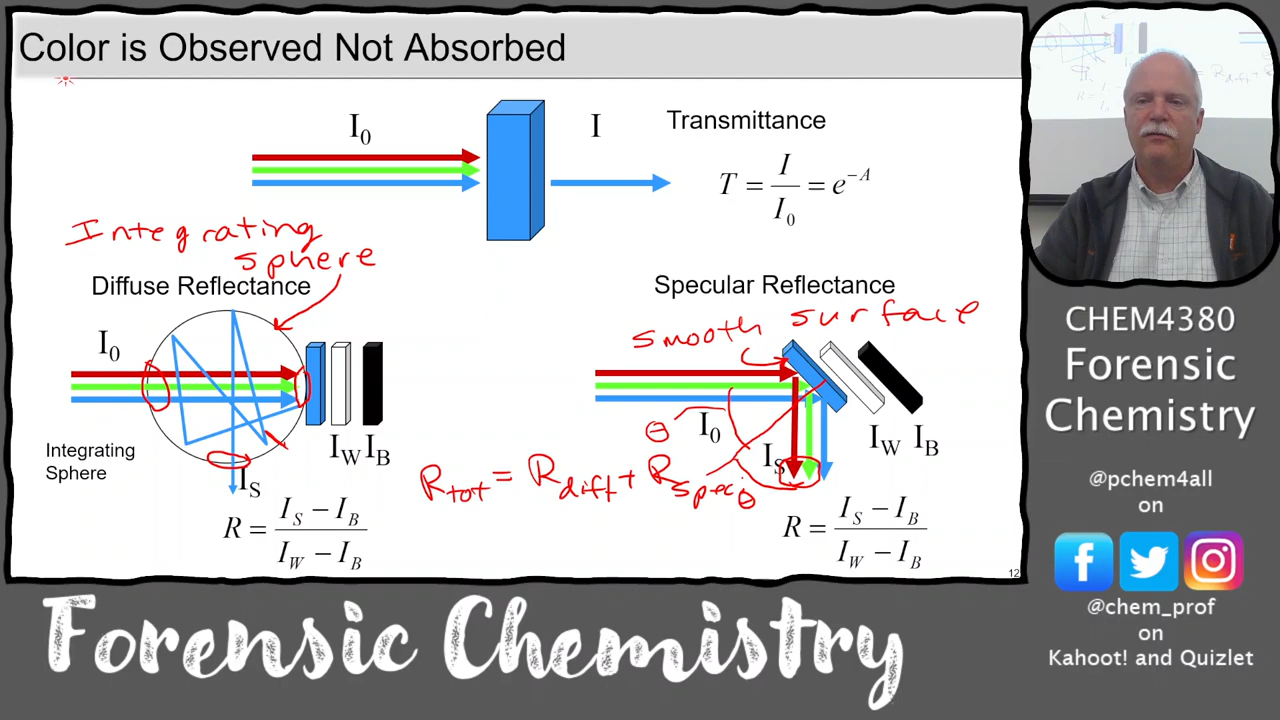 Color is Observed Not Absorbed
I0
I
Transmittance
T = I / I0 = e^-A
Integrating
sphere
Diffuse Reflectance
I0
Integrating
Sphere
IW IB
IS
R = (IS − IB) / (IW − IB)
Specular Reflectance
smooth surface
θ
I0
IS
θ
IW IB
Rtot = Rdiff + Rspec
R = (IS − IB) / (IW − IB)
12
CHEM4380
Forensic
Chemistry
@pchem4all
on
@chem_prof
on
Kahoot! and Quizlet
Forensic Chemistry